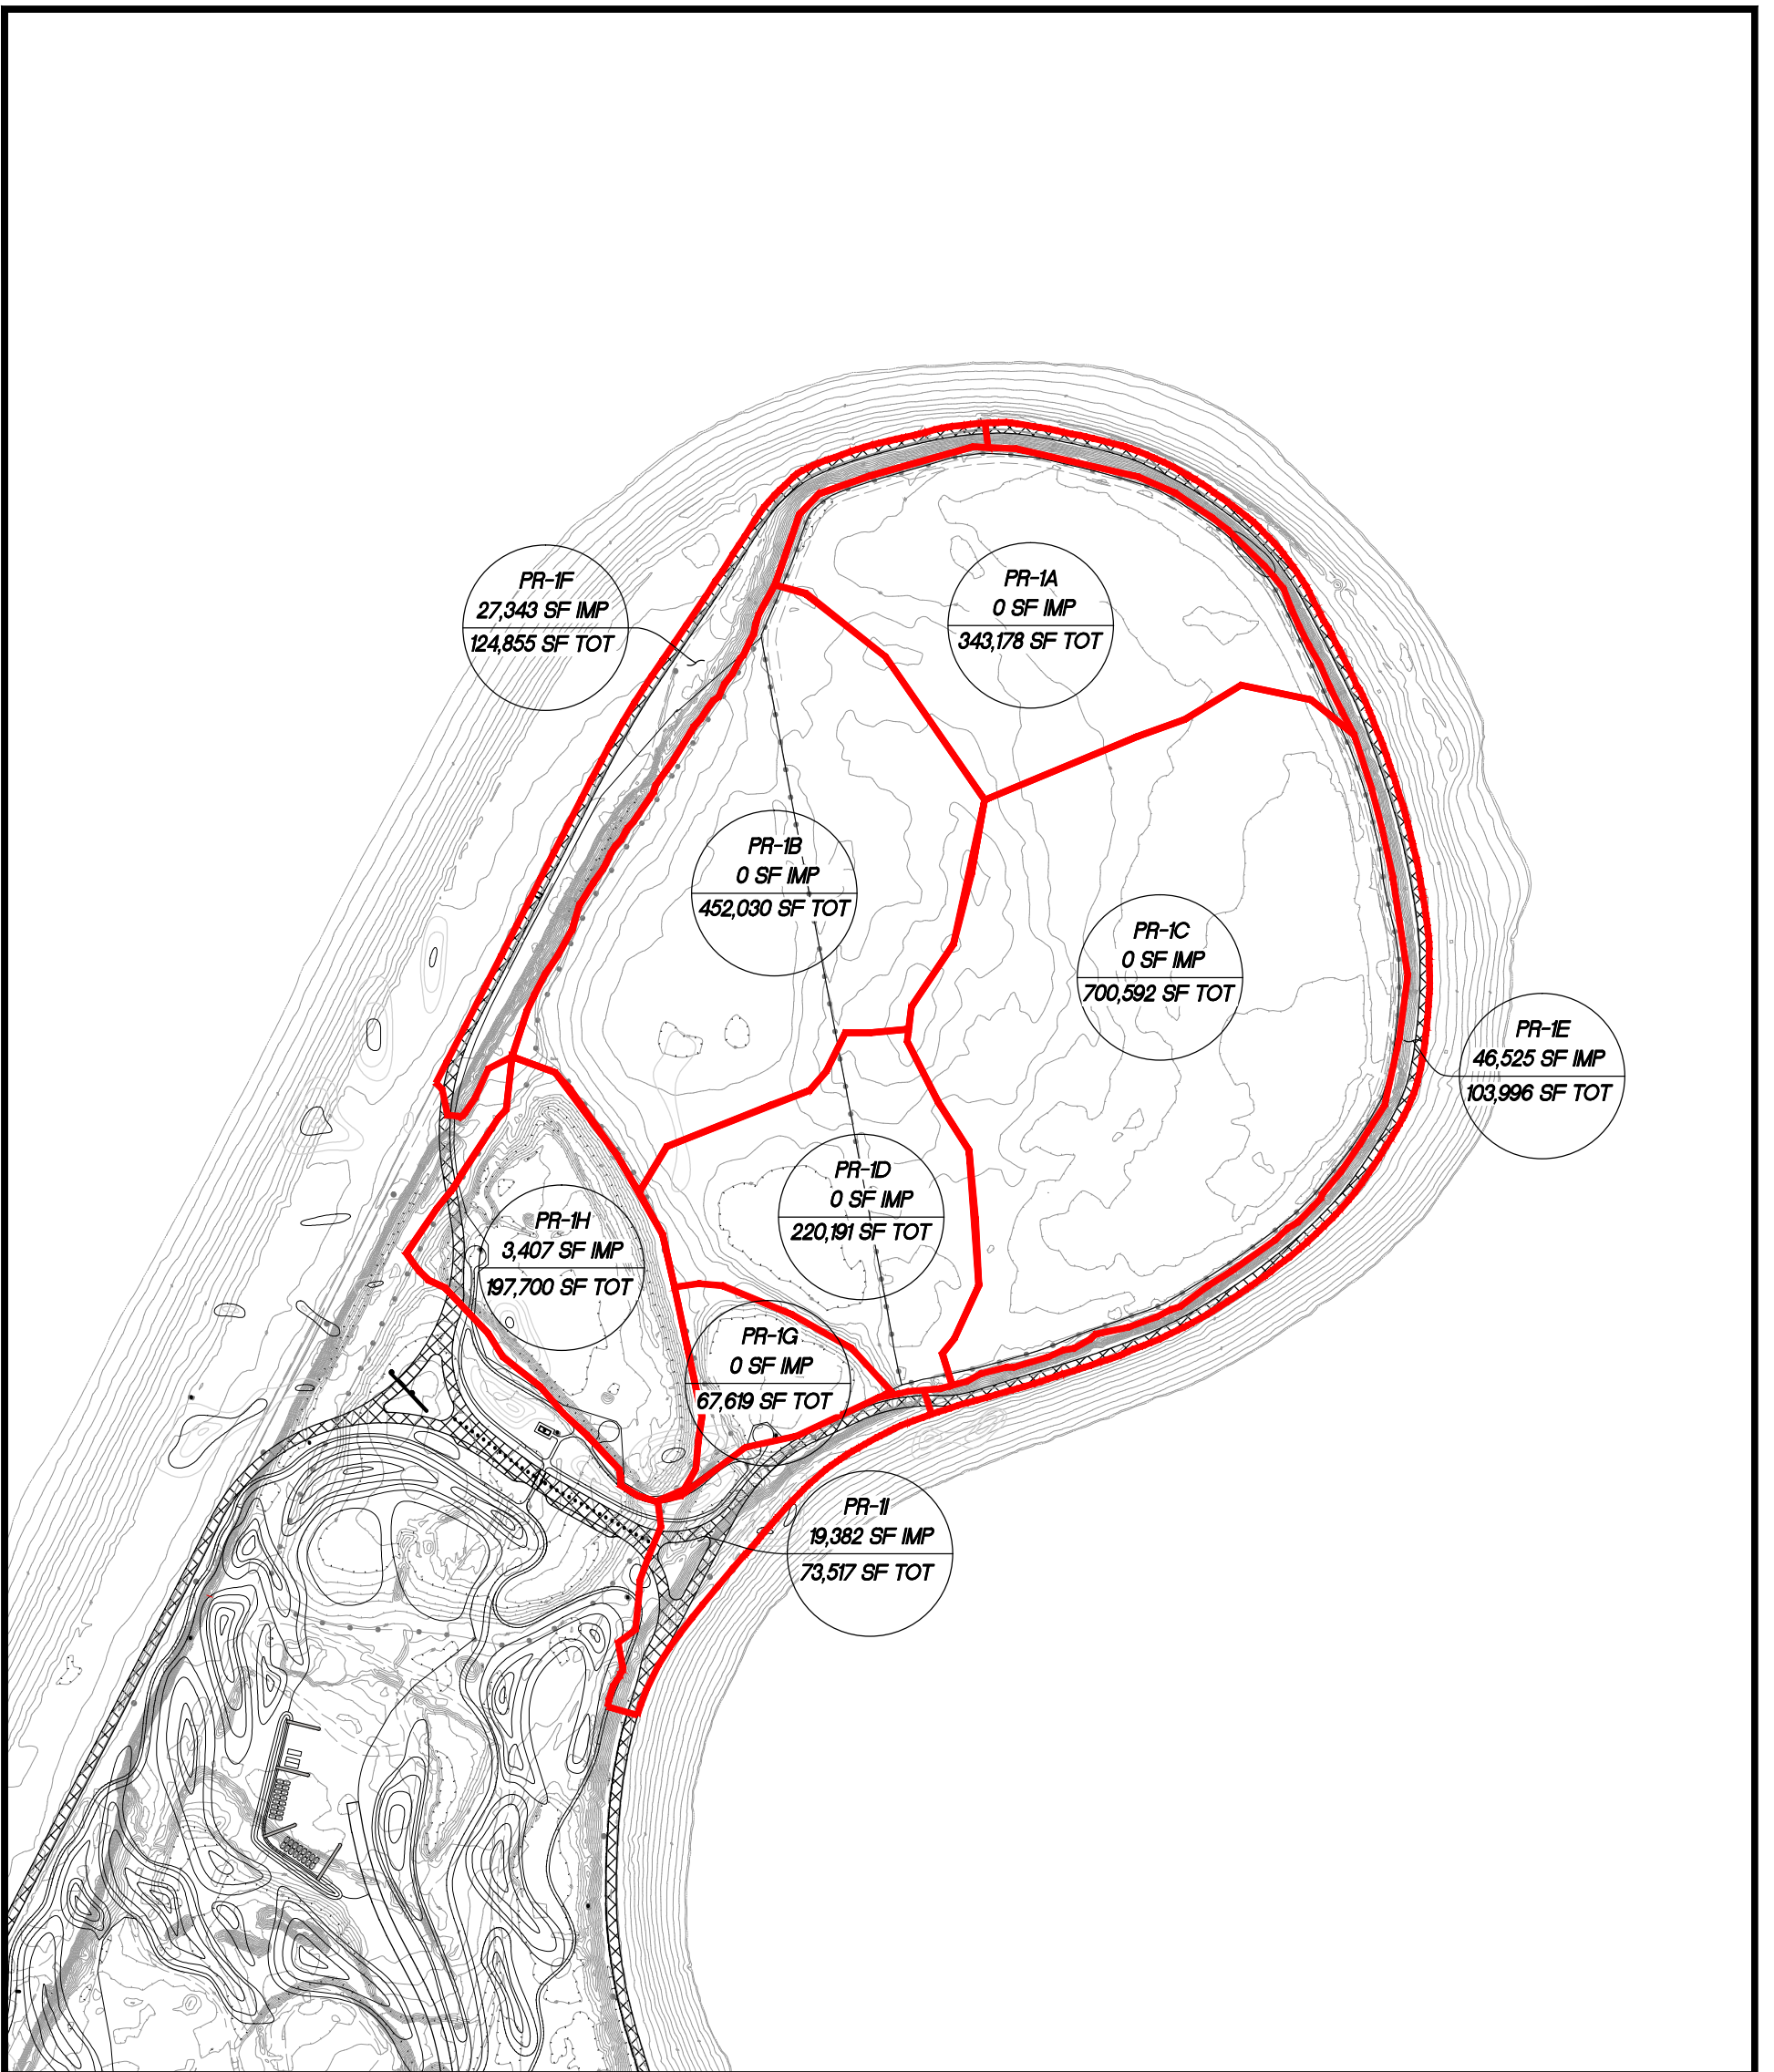 PR-1F
27,343 SF IMP
124,855 SF TOT
PR-1A
0 SF IMP
343,178 SF TOT
PR-1B
0 SF IMP
452,030 SF TOT
PR-1C
0 SF IMP
700,592 SF TOT
PR-1E
46,525 SF IMP
103,996 SF TOT
PR-1D
0 SF IMP
220,191 SF TOT
PR-1H
3,407 SF IMP
197,700 SF TOT
PR-1G
0 SF IMP
67,619 SF TOT
PR-1I
19,382 SF IMP
73,517 SF TOT